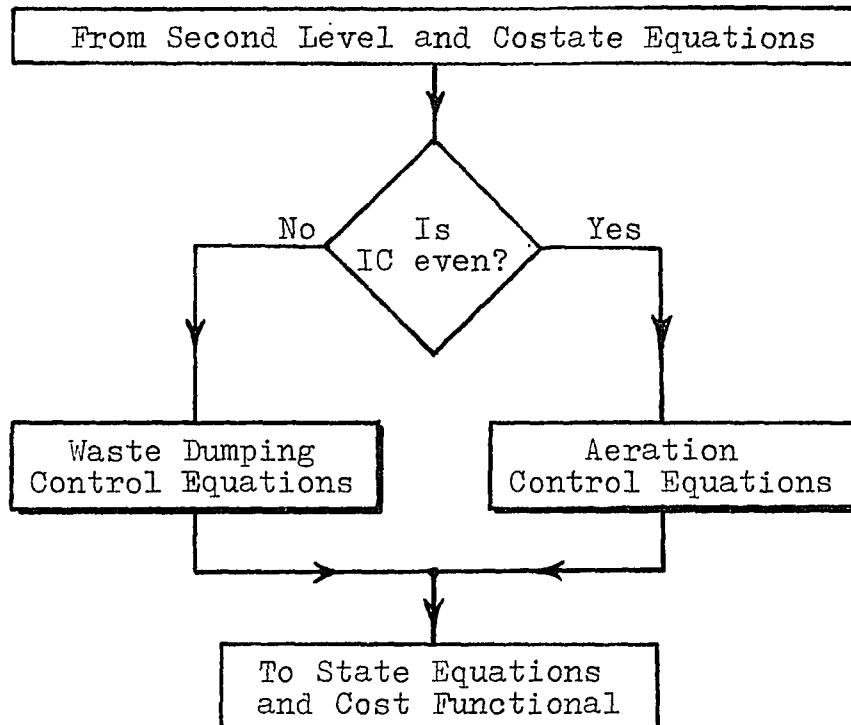 From Second Level and Costate Equations
Is
IC even?
No
Yes
Waste Dumping
Control Equations
Aeration
Control Equations
To State Equations
and Cost Functional